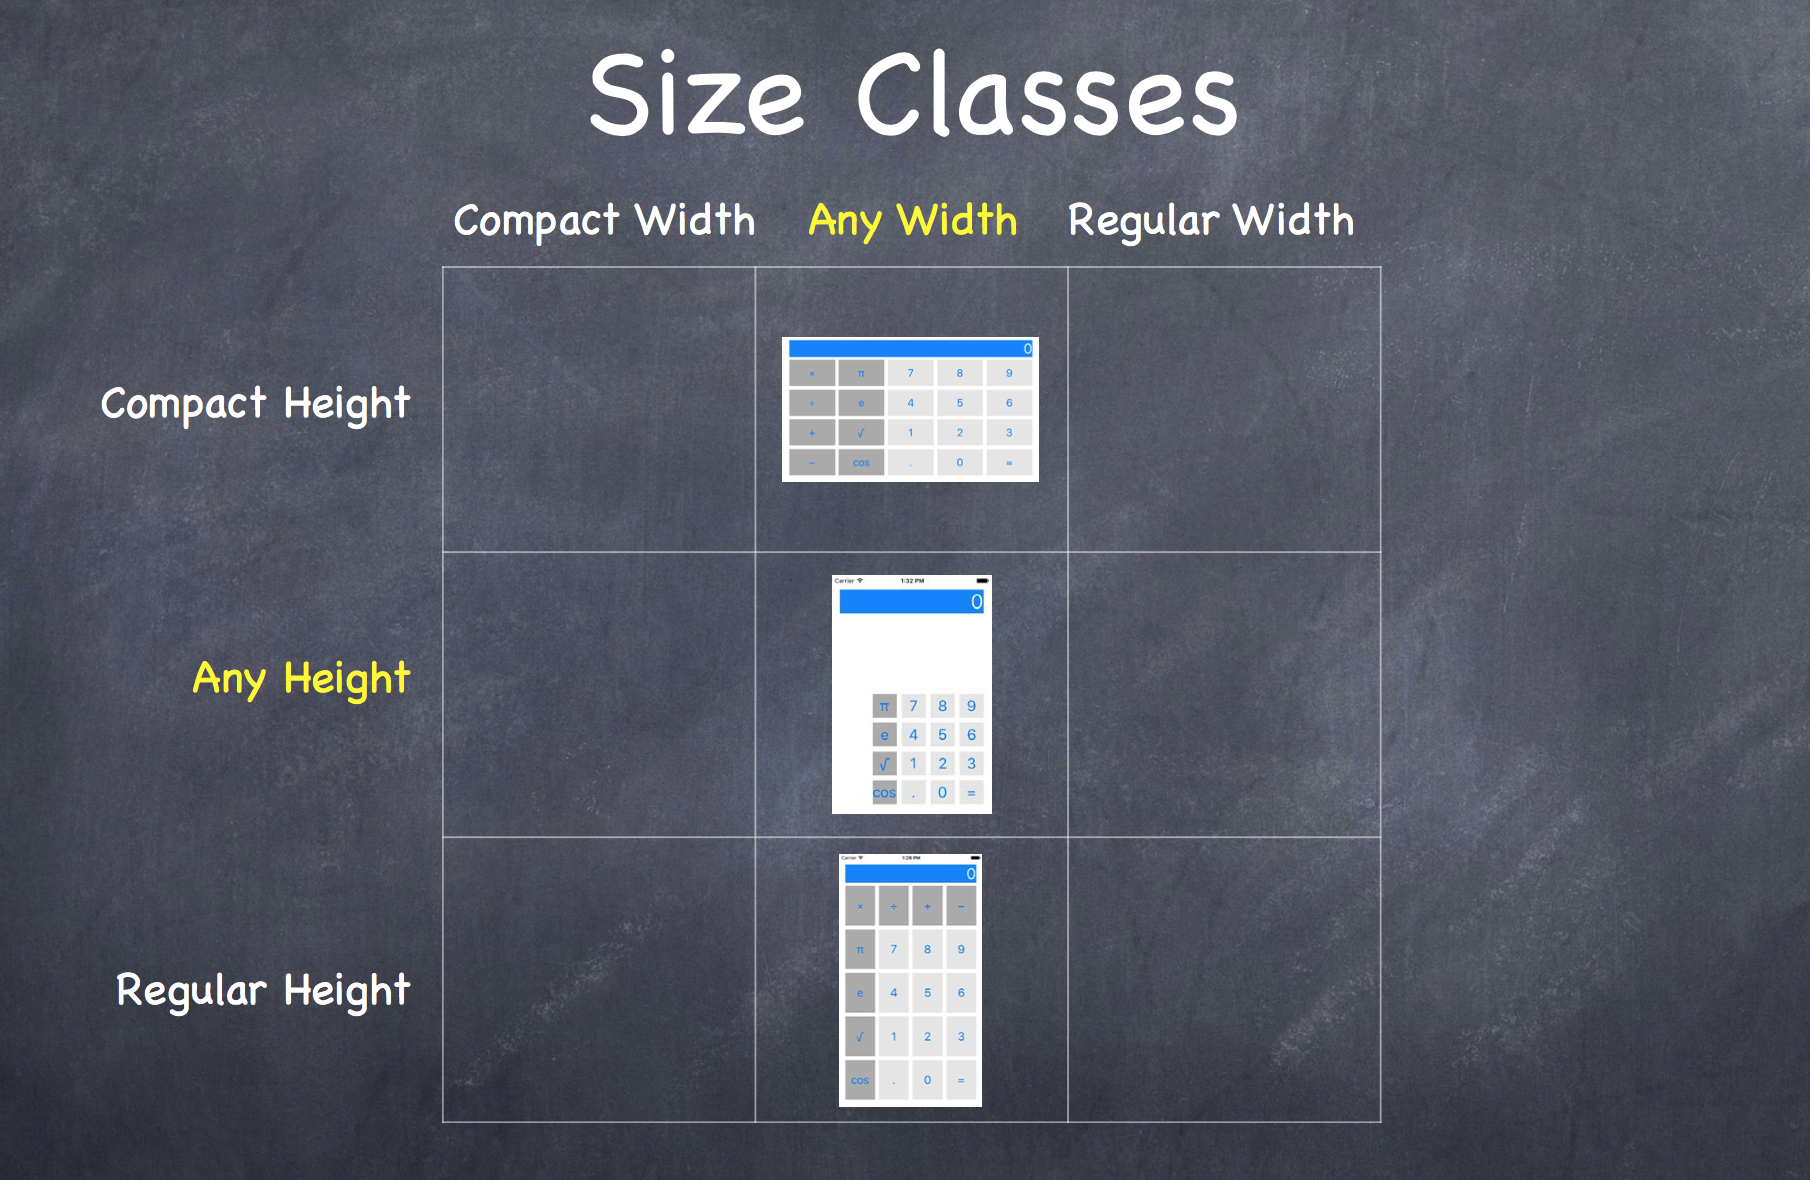 Size Classes
Compact Width Any Width Regular Width
Compact Height
0
× π 7 8 9
÷ e 4 5 6
+ √ 1 2 3
− cos . 0 =
Any Height
Carrier 1:32 PM
0
π 7 8 9
e 4 5 6
√ 1 2 3
cos . 0 =
Regular Height
Carrier 1:28 PM
0
× ÷ + −
π 7 8 9
e 4 5 6
√ 1 2 3
cos . 0 =